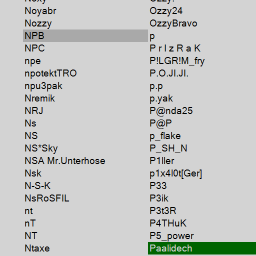 Noyabr
Nozzy
NPB
NPC
npe
npotektTRO
npu3pak
Nremik
NRJ
Ns
NS
NS*Sky
NSA Mr.Unterhose
Nsk
N-S-K
NsRoSFIL
nt
nT
NT
Ntaxe
Ozzy24
OzzyBravo
p
P r I z R a K
P!LGR!M_fry
P.O.JI.JI.
p.p
p.yak
P@nda25
P@P
p_flake
P_SH_N
P1ller
p1x4l0t[Ger]
P33
P3ik
P3t3R
P4THuK
P5_power
Paalidech